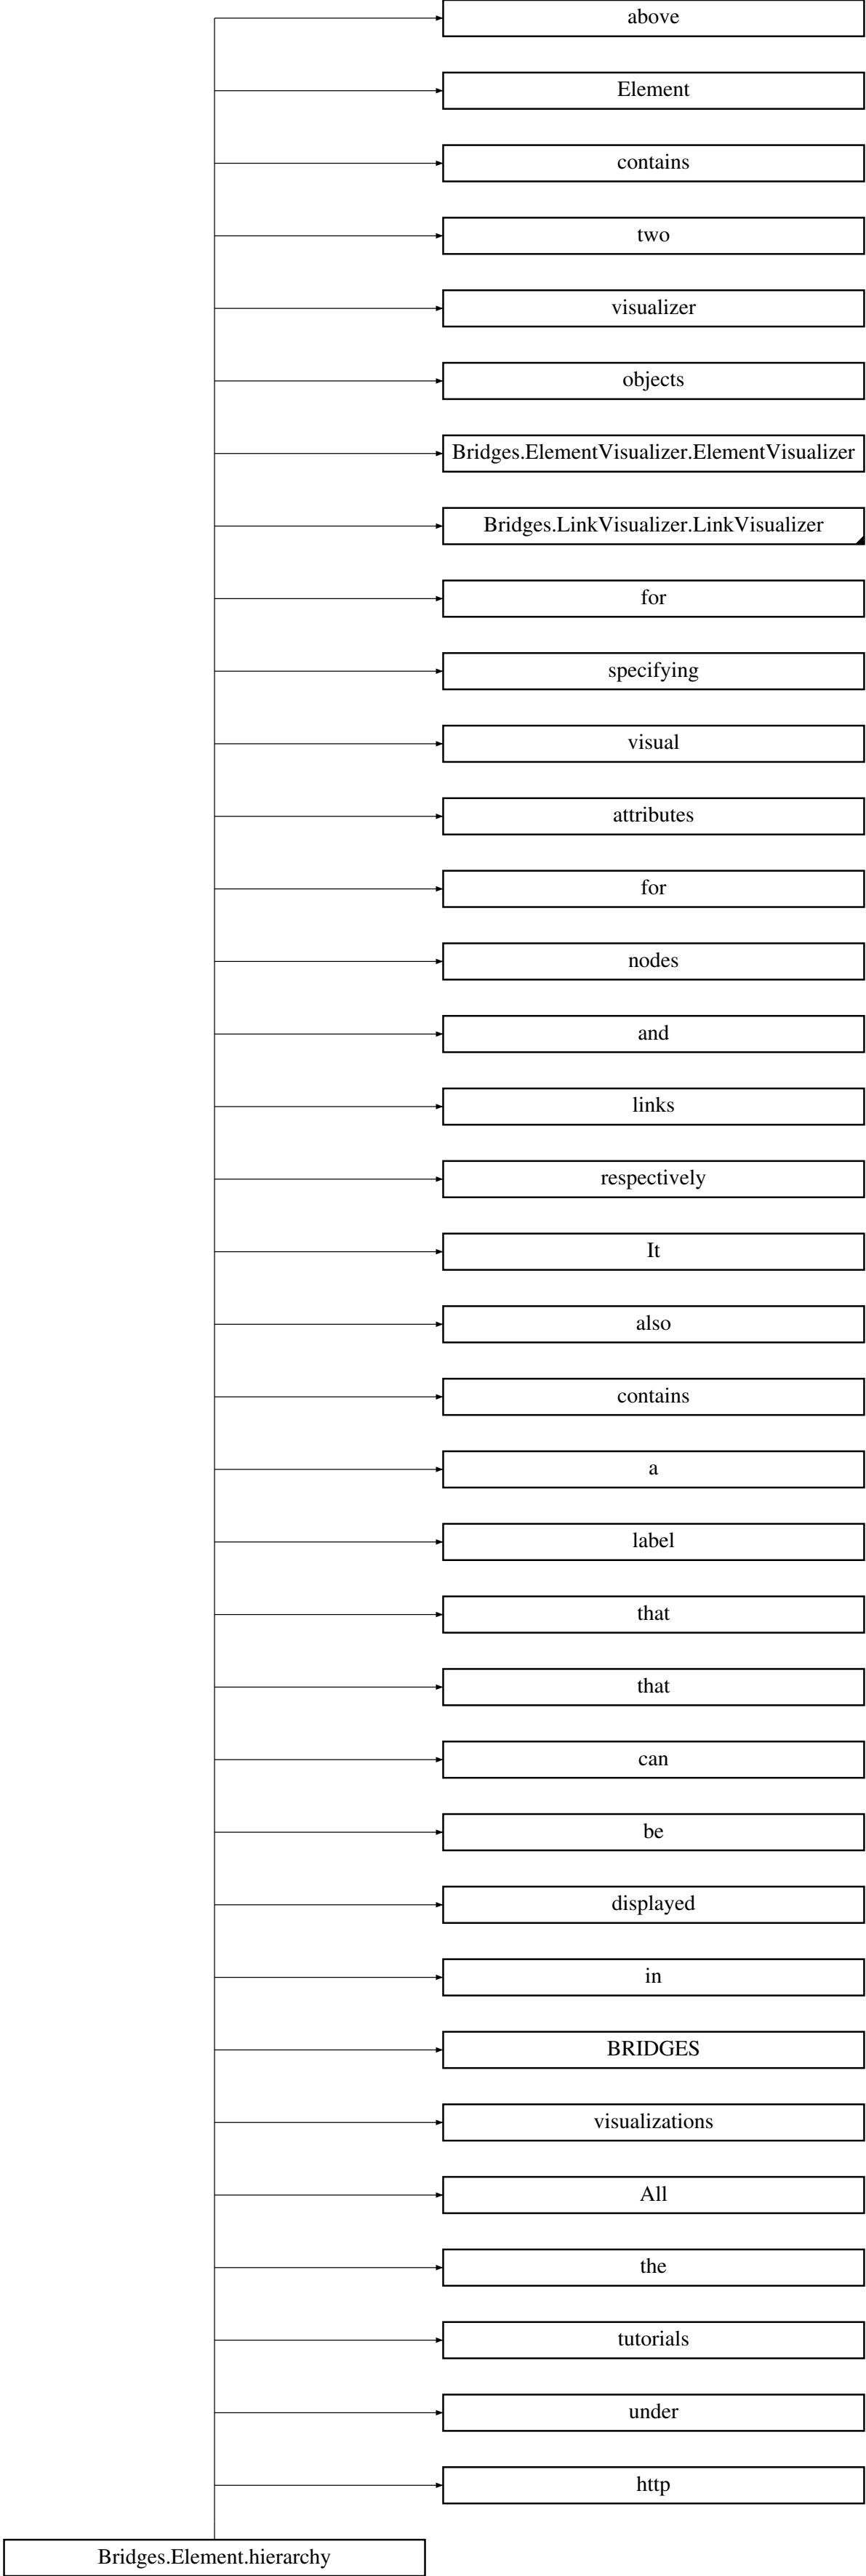 above
Element
contains
two
visualizer
objects
Bridges.ElementVisualizer.ElementVisualizer
Bridges.LinkVisualizer.LinkVisualizer
for
specifying
visual
attributes
for
nodes
and
links
respectively
It
also
contains
a
label
that
that
can
be
displayed
in
BRIDGES
visualizations
All
the
tutorials
under
http
Bridges.Element.hierarchy